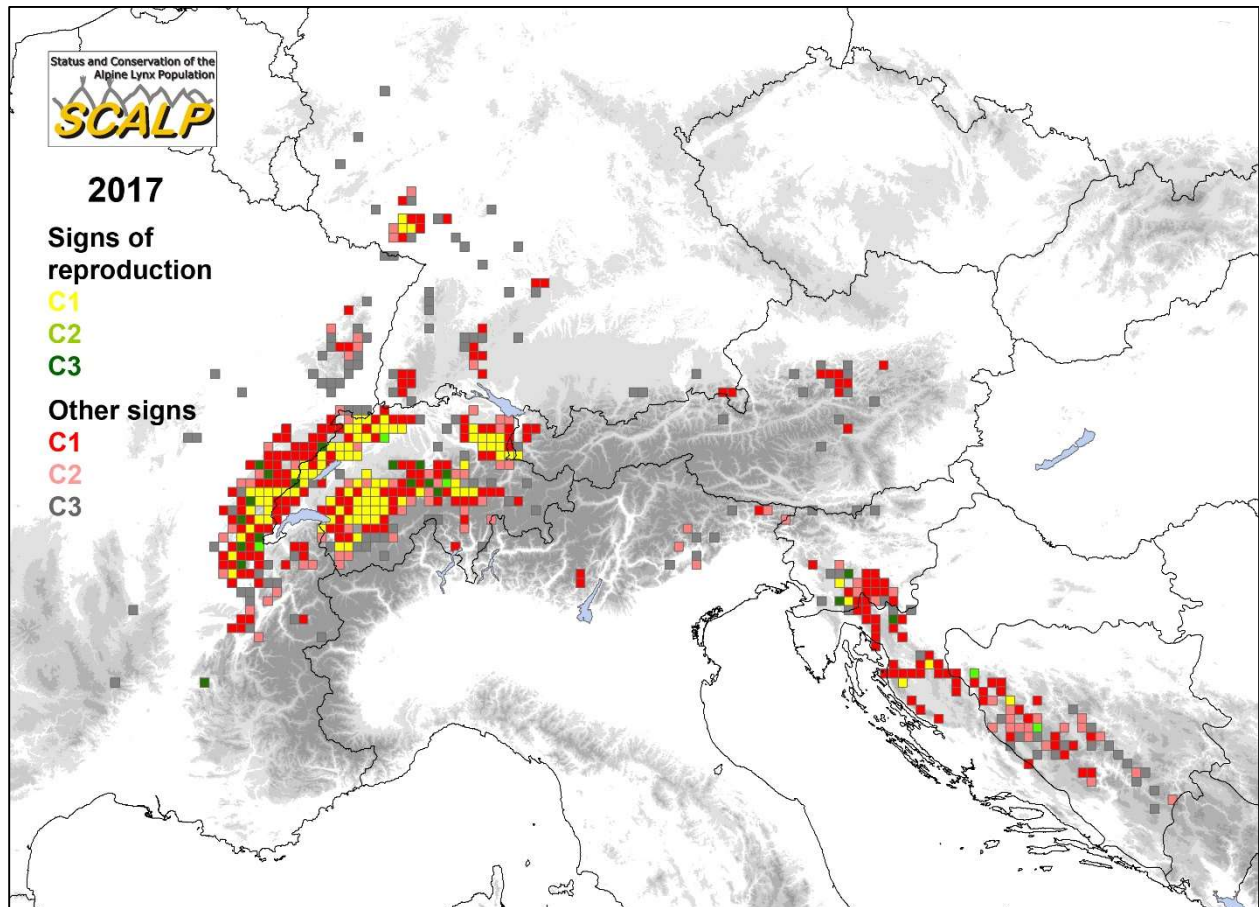 Status and Conservation of the
Alpine Lynx Population
SCALP
2017
Signs of
reproduction
C1
C2
C3
Other signs
C1
C2
C3